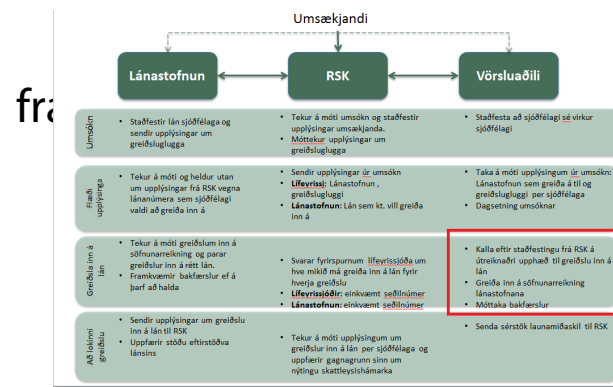 Umsækjandi
Lánastofnun
RSK
Vörsluaðili
frá
Umsókn
• Staðfestir lán sjóðfélaga og
sendir upplýsingar um
greiðsluglugga
• Tekur á móti umsókn og staðfestir
upplýsingar umsækjanda.
• Móttekur upplýsingar um
greiðsluglugga
• Staðfesta að sjóðfélagi sé virkur
sjóðfélagi
Flæði
upplýsinga
• Tekur á móti og heldur utan
um upplýsingar frá RSK vegna
lánanúmera sem sjóðfélagi
valdi að greiða inn á
• Sendir upplýsingar úr umsókn
• Lífeyrissj: Lánastofnun ,
greiðslugluggi
• Lánastofnun: Lán sem kt. vill greiða
inn á
• Taka á móti upplýsingum úr umsókn:
Lánastofnun sem greiða á til og
greiðslugluggi per sjóðfélaga
• Dagsetning umsóknar
Greiðsla inn á
lán
• Tekur á móti greiðslum inn á
söfnunarreikning og parar
greiðslur inn á rétt lán.
• Framkvæmir bakfærslur ef á
þarf að halda
• Svarar fyrirspurnum lífeyrissjóða um
hve mikið má greiða inn á lán fyrir
hverja greiðslu
• Lífeyrissjóðir: einkvæmt seðilnúmer
• Lánastofnun: einkvæmt seðilnúmer
• Kalla eftir staðfestingu frá RSK á
útreiknaðri upphæð til greiðslu inn á
lán
• Greiða inn á söfnunarreikning
lánastofnana
• Móttaka bakfærslur
Að lokinni
greiðslu
• Sendir upplýsingar um greiðslu
inn á lán til RSK
• Uppfærir stöðu eftirstöðva
lánsins
• Tekur á móti upplýsingum um
greiðslur inn á lán per sjóðfélaga og
uppfærir gagnagrunn sinn um
nýtingu skattleysishámarka
• Senda sérstök launamiðaskil til RSK